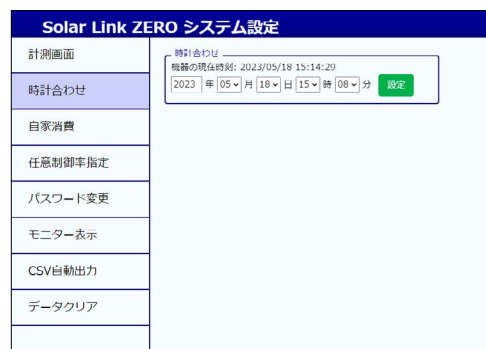 Solar Link ZERO システム設定
計測画面
時計合わせ
自家消費
任意制御率指定
パスワード変更
モニター表示
CSV自動出力
データクリア
時計合わせ
機器の現在時刻: 2023/05/18 15:14:29
2023 年 05 月 18 日 15 時 08 分 設定